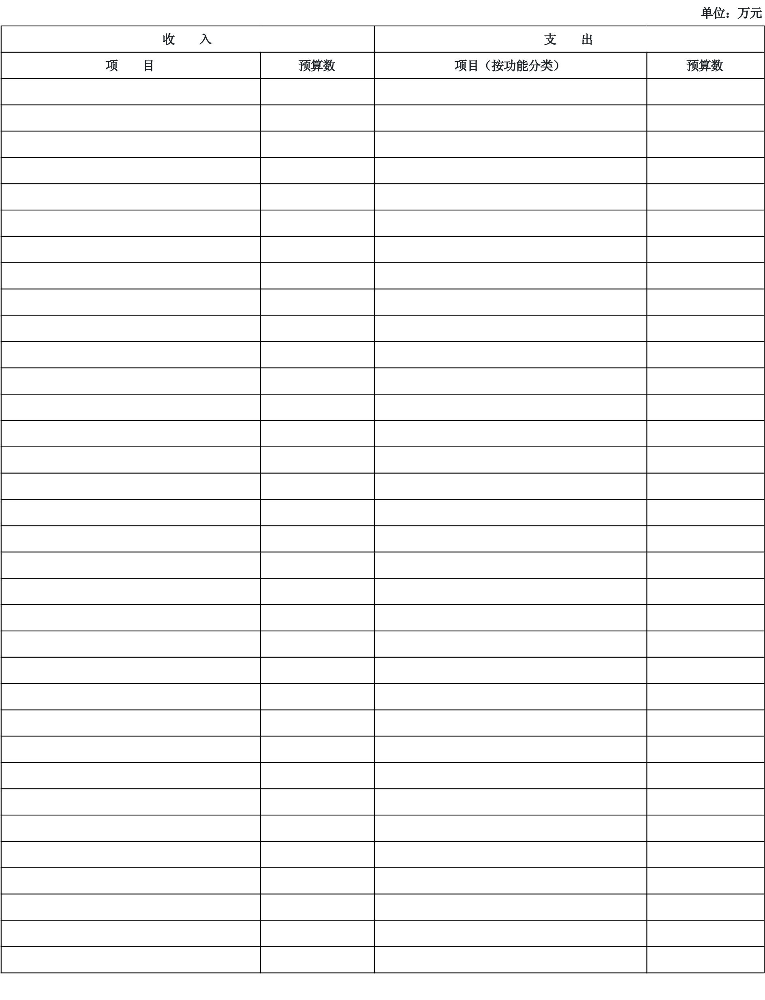 单位：万元
收　　入　支　　出
项　　目　预算数　项目（按功能分类）　预算数